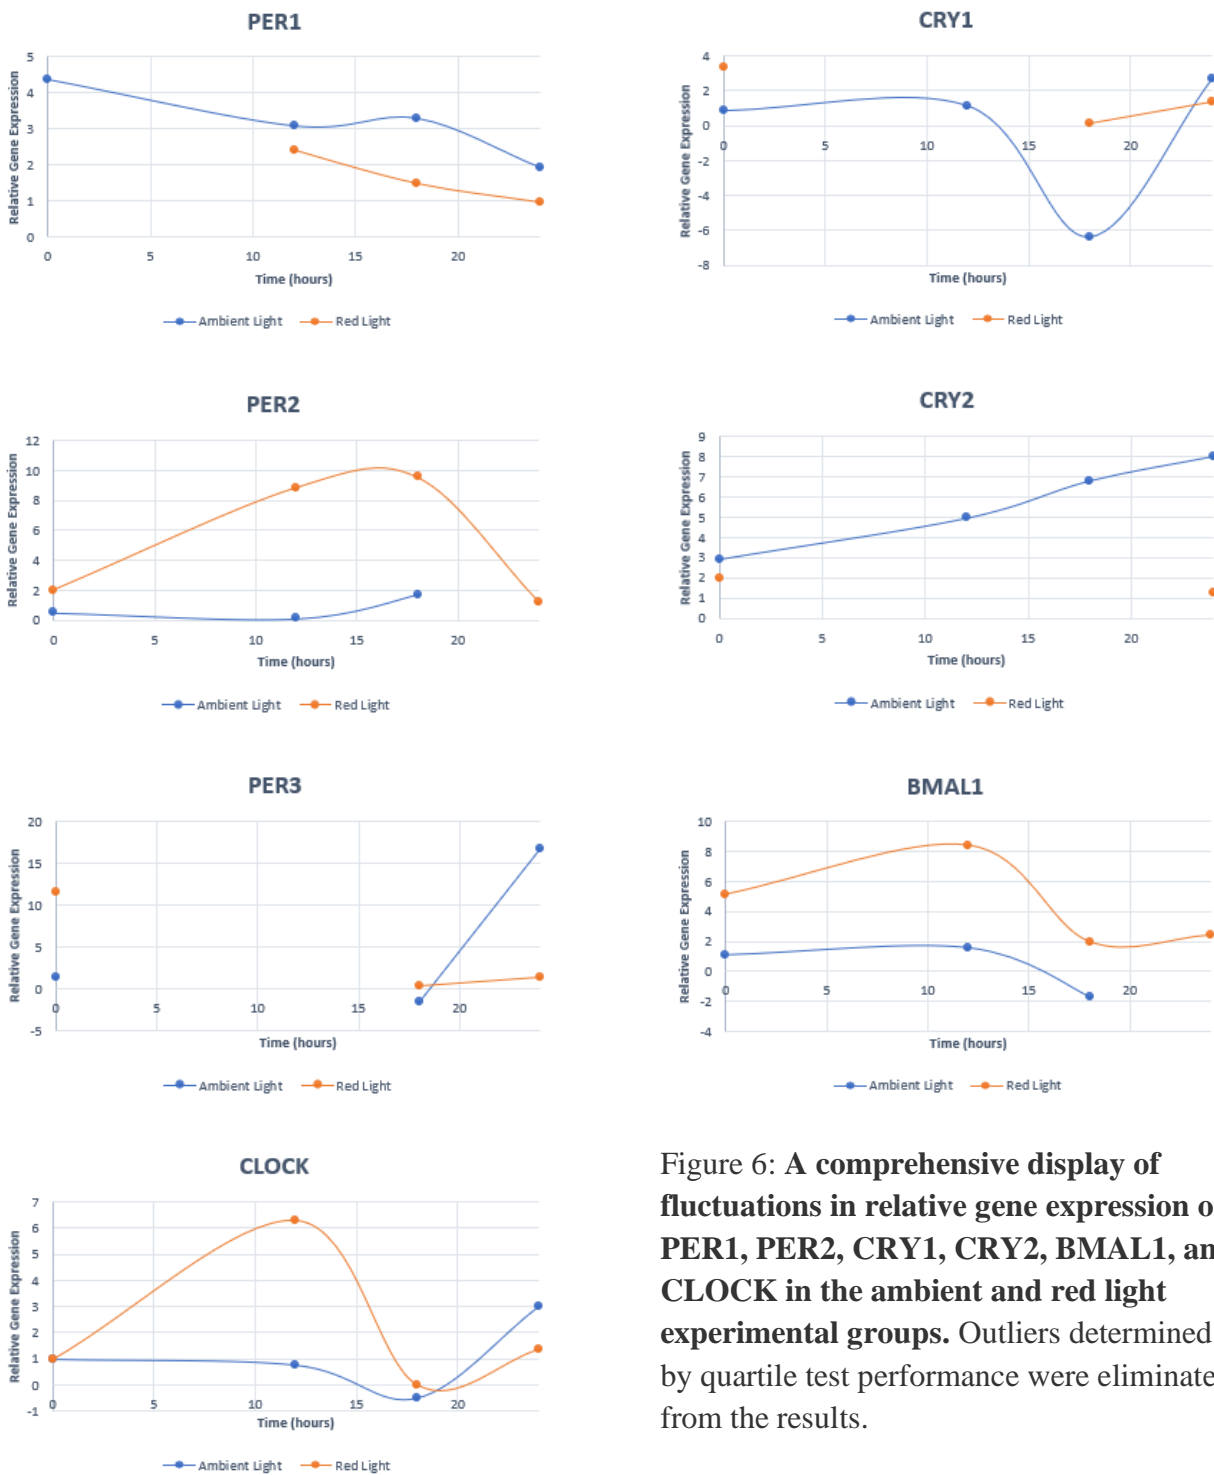 PER1
Relative Gene Expression
5
4
3
2
1
0
0 5 10 15 20
Time (hours)
Ambient Light Red Light
CRY1
Relative Gene Expression
4
2
0
-2
-4
-6
-8
0 5 10 15 20
Time (hours)
Ambient Light Red Light
PER2
Relative Gene Expression
12
10
8
6
4
2
0
0 5 10 15 20
Time (hours)
Ambient Light Red Light
CRY2
Relative Gene Expression
9
8
7
6
5
4
3
2
1
0
0 5 10 15 20
Time (hours)
Ambient Light Red Light
PER3
Relative Gene Expression
20
15
10
5
0
-5
0 5 10 15 20
Time (hours)
Ambient Light Red Light
BMAL1
Relative Gene Expression
10
8
6
4
2
0
-2
-4
0 5 10 15 20
Time (hours)
Ambient Light Red Light
CLOCK
Relative Gene Expression
7
6
5
4
3
2
1
0
-1
0 5 10 15 20
Time (hours)
Ambient Light Red Light
Figure 6: A comprehensive display of
fluctuations in relative gene expression o
PER1, PER2, CRY1, CRY2, BMAL1, an
CLOCK in the ambient and red light
experimental groups. Outliers determined
by quartile test performance were eliminate
from the results.